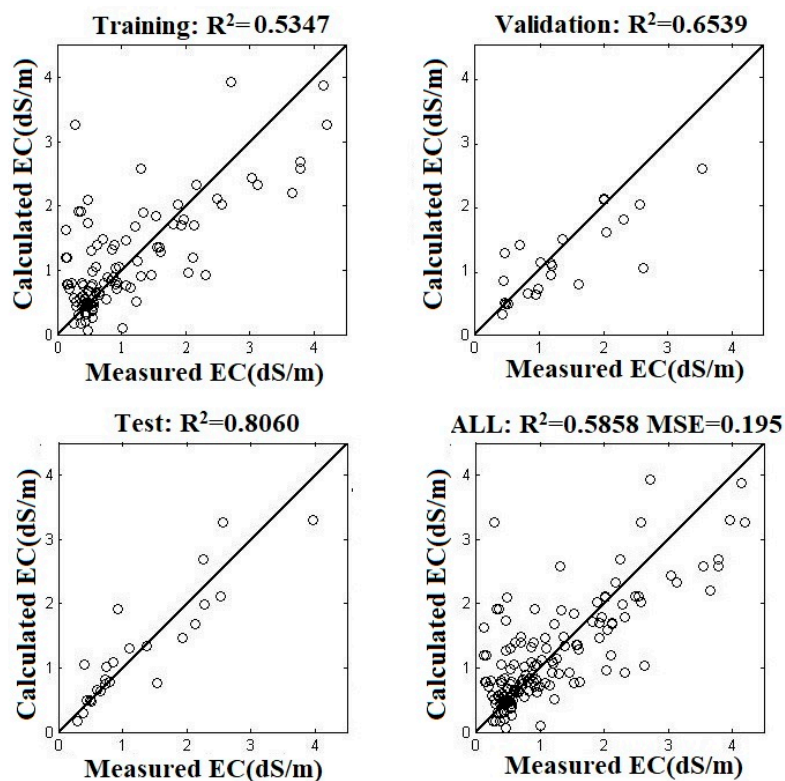 Training: R²=0.5347
Calculated EC(dS/m)
4
3
2
1
0
0 1 2 3 4
Measured EC(dS/m)
Validation: R²=0.6539
Calculated EC(dS/m)
4
3
2
1
0
0 1 2 3 4
Measured EC(dS/m)
Test: R²=0.8060
Calculated EC(dS/m)
4
3
2
1
0
0 1 2 3 4
Measured EC(dS/m)
ALL: R²=0.5858 MSE=0.195
Calculated EC(dS/m)
4
3
2
1
0
0 1 2 3 4
Measured EC(dS/m)